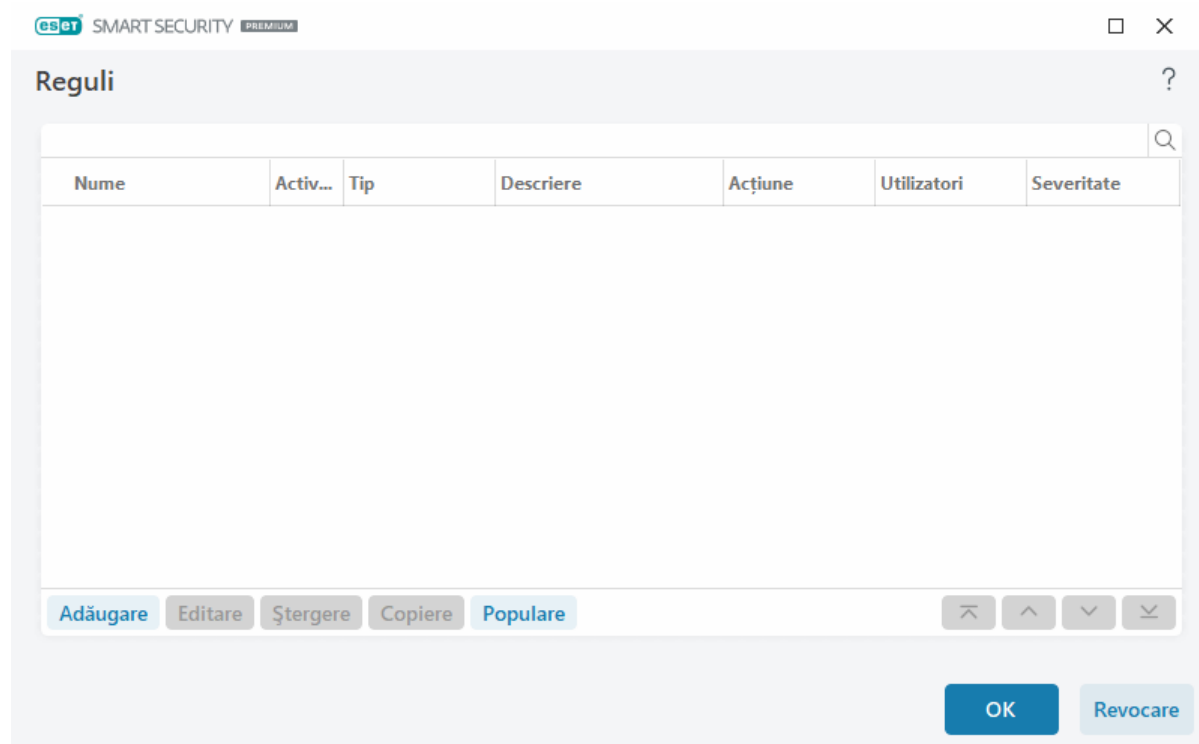 eset SMART SECURITY PREMIUM
Reguli
?
Nume Activ... Tip Descriere Acțiune Utilizatori Severitate
Adăugare Editare Ştergere Copiere Populare
OK Revocare